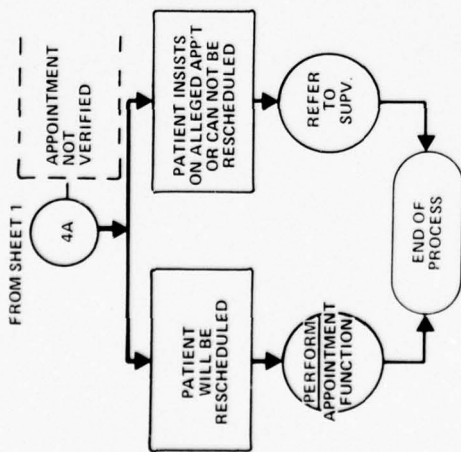 FROM SHEET 1
4A
APPOINTMENT
NOT
VERIFIED
PATIENT
WILL BE
RESCHEDULED
PATIENT INSISTS
ON ALLEGED APP'T
OR CAN NOT BE
RESCHEDULED
PERFORM
APPOINTMENT
FUNCTION
REFER
TO
SUPV.
END OF
PROCESS